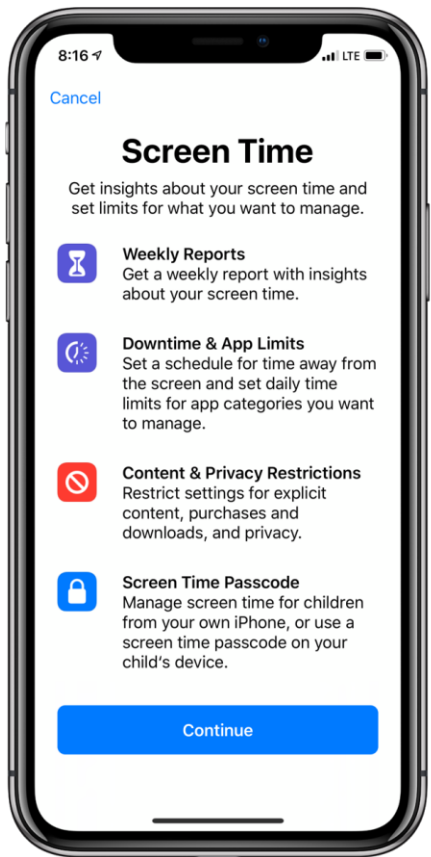 8:16
LTE
Cancel
Screen Time
Get insights about your screen time and
set limits for what you want to manage.
Weekly Reports
Get a weekly report with insights
about your screen time.
Downtime & App Limits
Set a schedule for time away from
the screen and set daily time
limits for app categories you want
to manage.
Content & Privacy Restrictions
Restrict settings for explicit
content, purchases and
downloads, and privacy.
Screen Time Passcode
Manage screen time for children
from your own iPhone, or use a
screen time passcode on your
child's device.
Continue